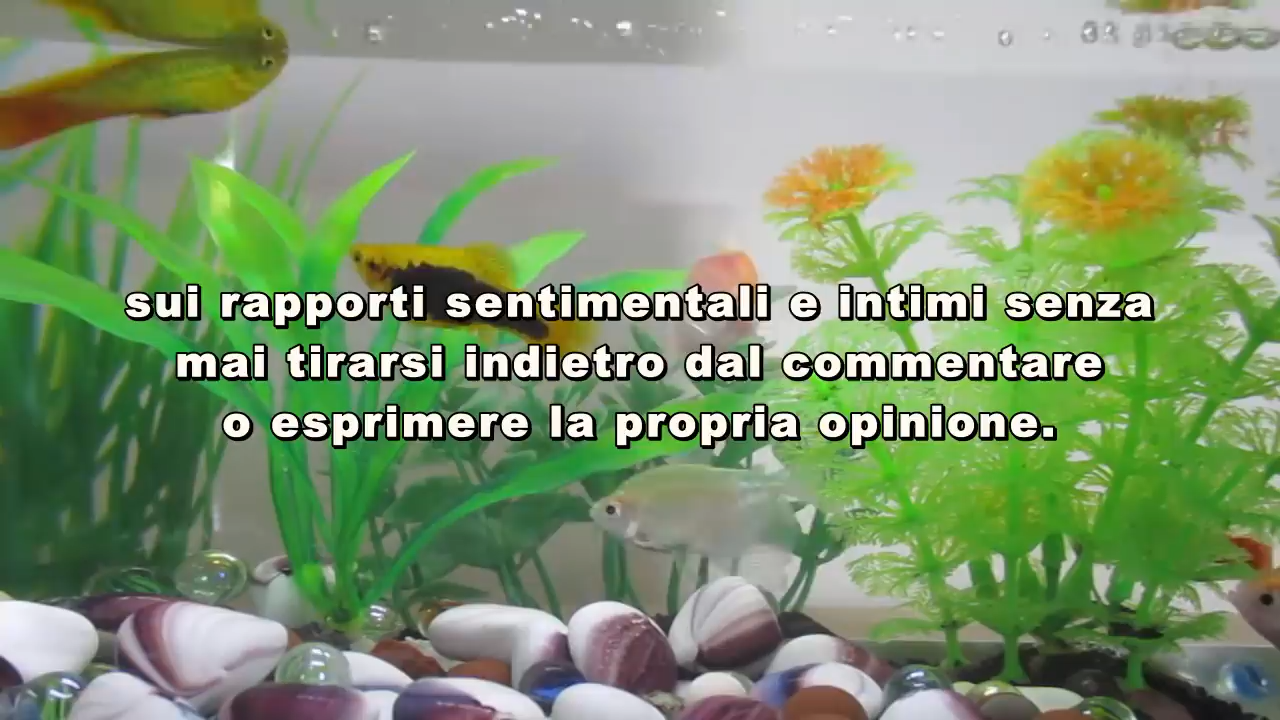 sui rapporti sentimentali e intimi senza
mai tirarsi indietro dal commentare
o esprimere la propria opinione.